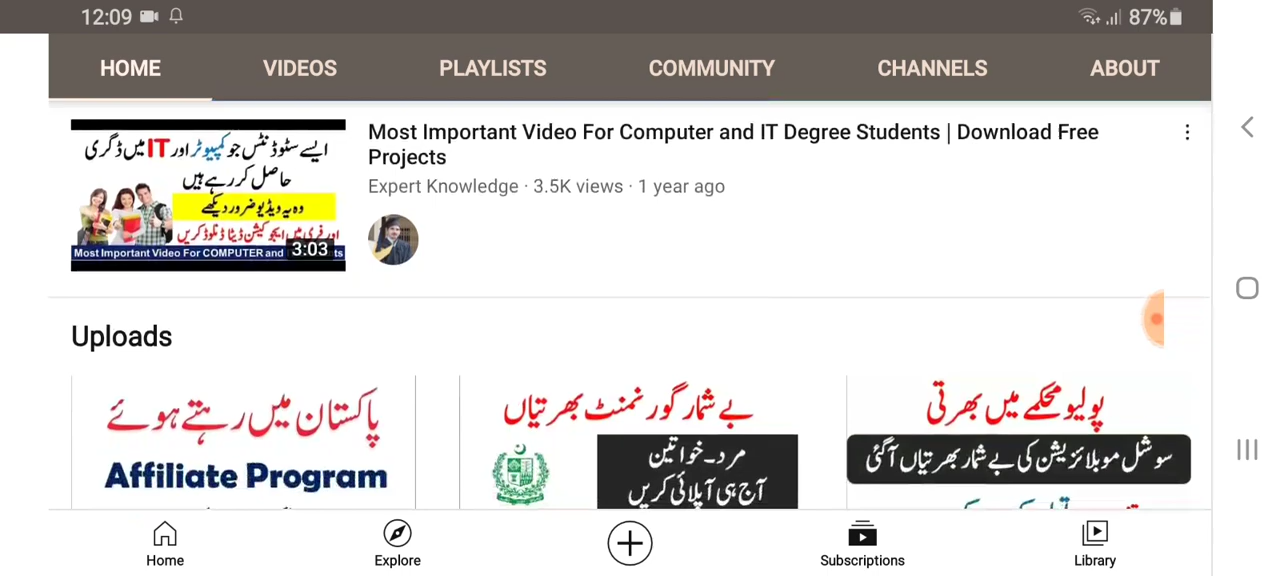 12:09
87%
HOME
VIDEOS
PLAYLISTS
COMMUNITY
CHANNELS
ABOUT
ایسے سٹوڈنٹس جو کمپیوٹر اور IT میں ڈگری
حاصل کررہے ہیں
وہ یہ ویڈیو ضرور دیکھے
اور فری میں ایجوکیشن ڈیٹا ڈنلوڈ کریں
Most Important Video For COMPUTER and
ts
3:03
Most Important Video For Computer and IT Degree Students | Download Free
Projects
Expert Knowledge · 3.5K views · 1 year ago
Uploads
پاکستان میں رہتے ہوئے
Affiliate Program
بے شمار گورنمنٹ بھرتیاں
مرد۔خواتین
آج ہی آپلائی کریں
پولیو محکمے میں بھرتی
سوشل موبلائزیشن کی بے شمار بھرتیاں آگئی
Home
Explore
Subscriptions
Library